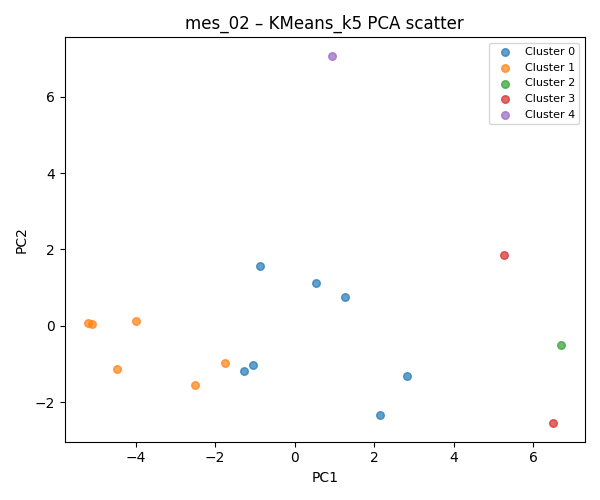 mes_02 – KMeans_k5 PCA scatter
Cluster 0
Cluster 1
Cluster 2
Cluster 3
Cluster 4
PC2
6
4
2
0
−2
−4
−2
0
2
4
6
PC1